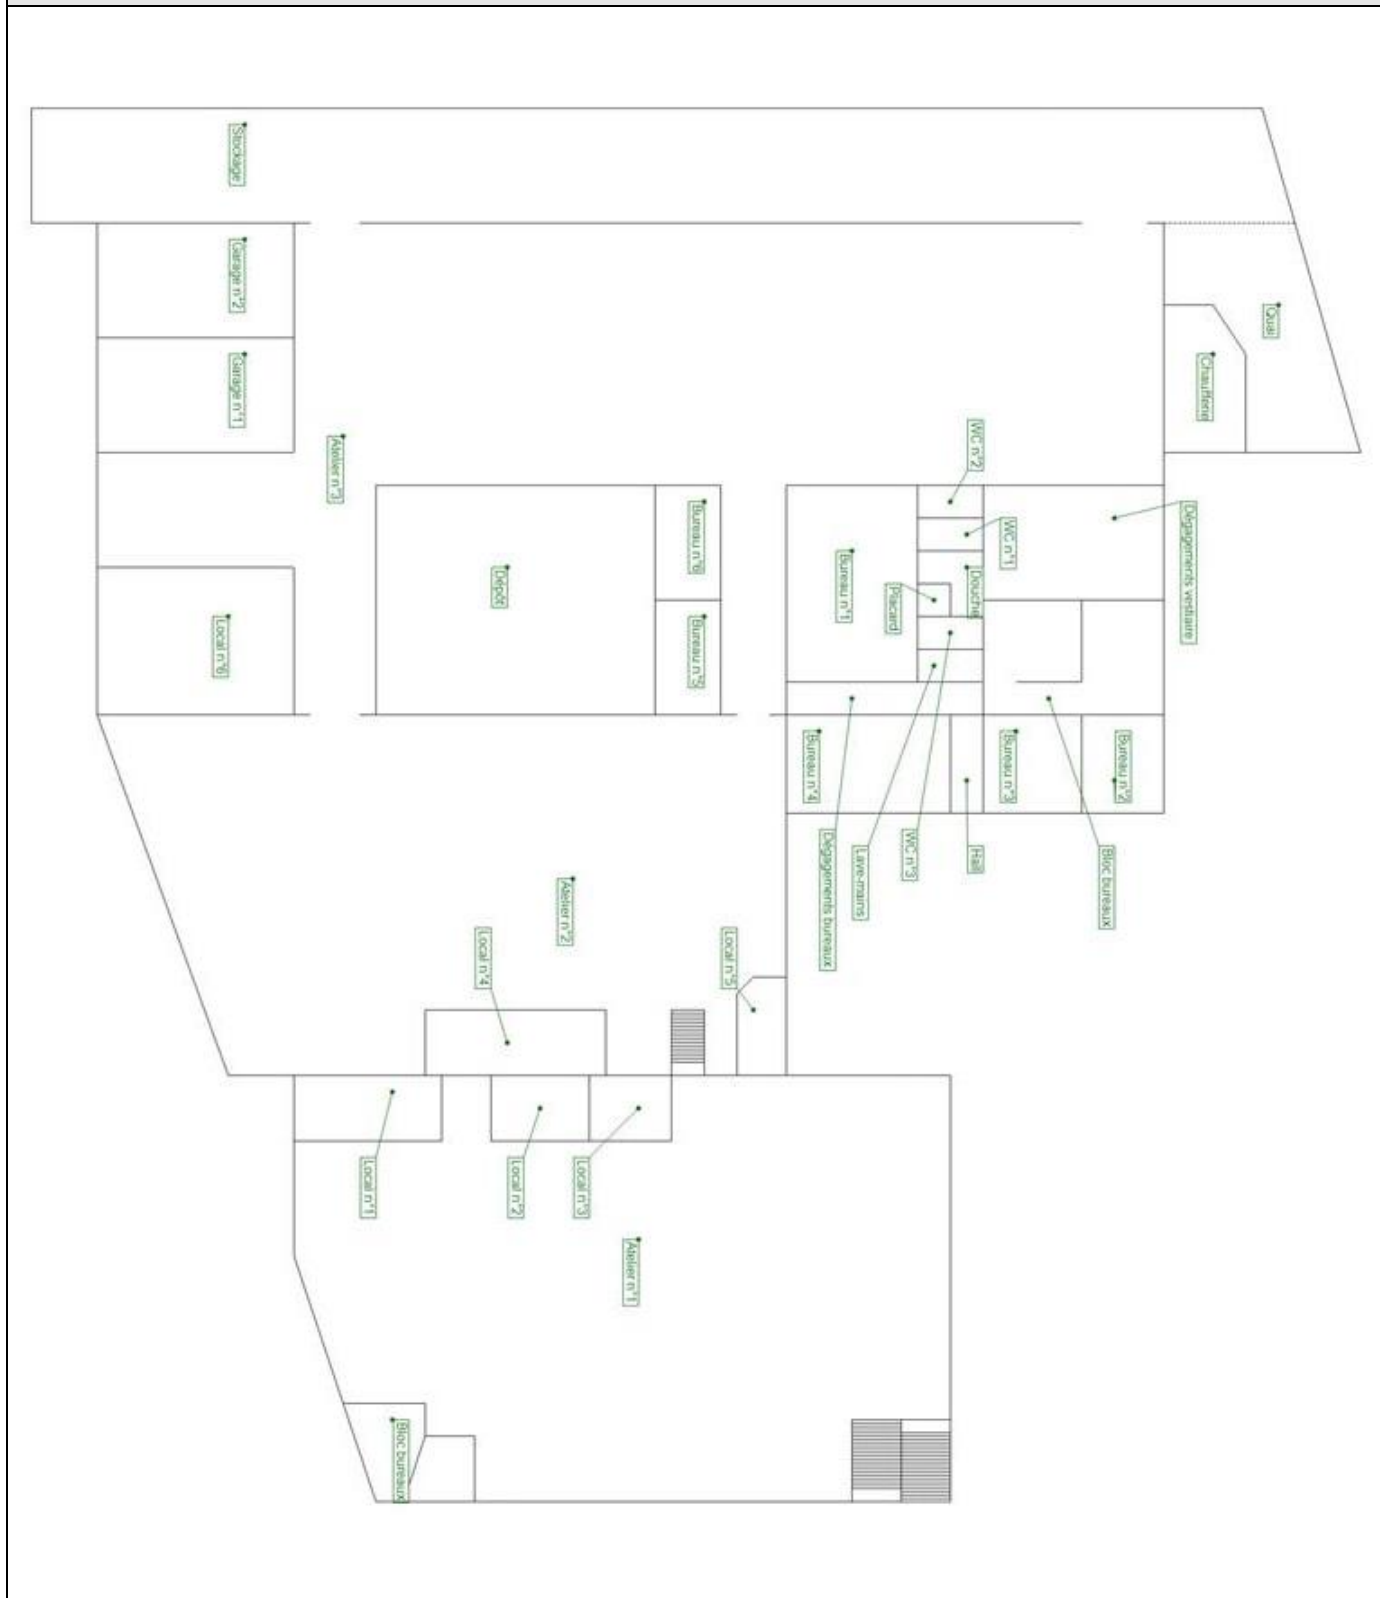 Stockage
Garage n°2
Garage n°1
Quai
Chaufferie
Atelier n°3
WC n°2
WC n°1
Dégagements vestiaire
Bureau n°6
Dépôt
Bureau n°1
Douche
Placard
Local n°6
Bureau n°5
Bureau n°4
Bureau n°3
Bureau n°2
Dégagements bureaux
Lave-mains
WC n°3
Hall
Bloc bureaux
Atelier n°2
Local n°4
Local n°5
Local n°1
Local n°2
Local n°3
Atelier n°1
Bloc bureaux